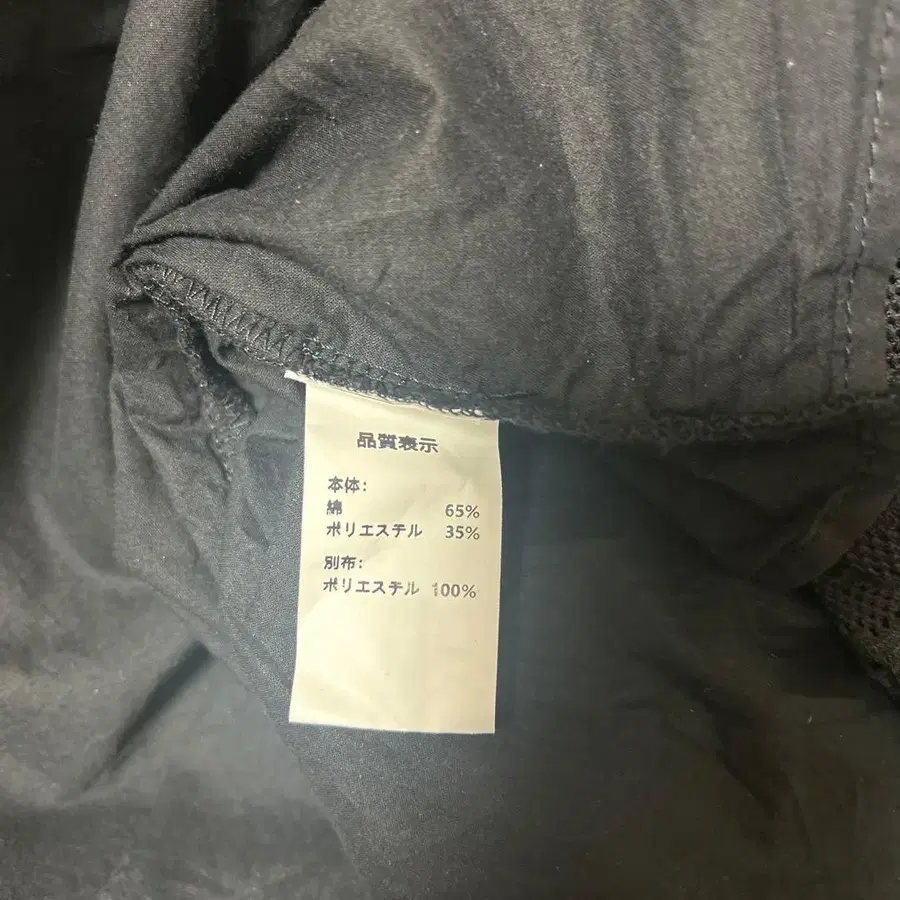 品質表示
本体:
綿 65%
ポリエステル 35%
別布:
ポリエステル 100%